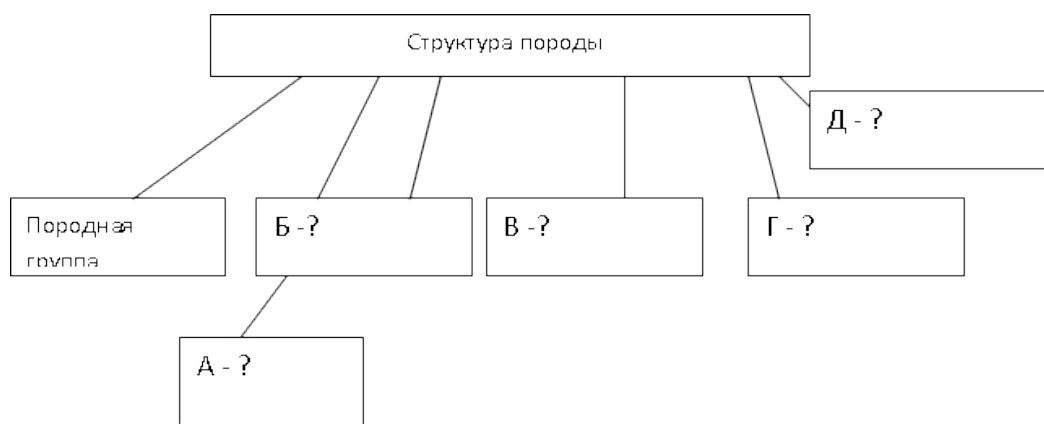 Структура породы
Д - ?
Породная
группа
Б -?
В -?
Г - ?
А - ?